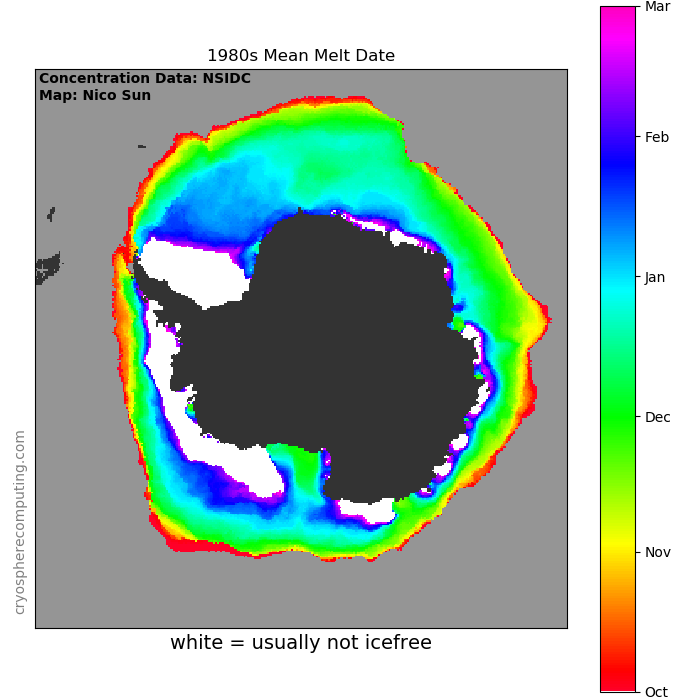 1980s Mean Melt Date
Concentration Data: NSIDC
Map: Nico Sun
Mar
Feb
Jan
Dec
Nov
Oct
cryospherecomputing.com
white = usually not icefree